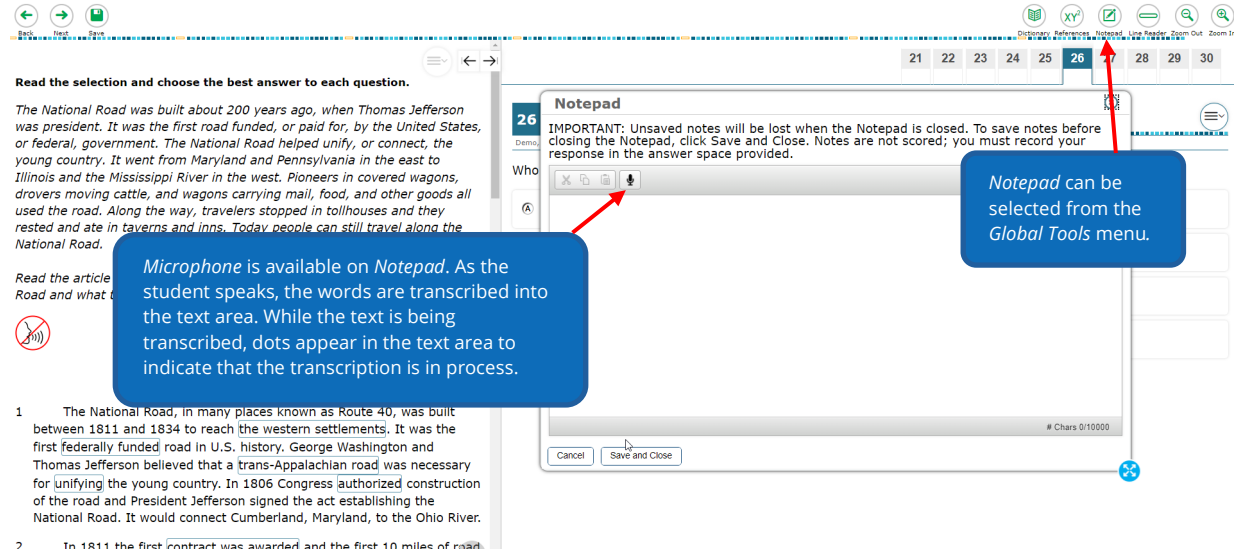 Back Next Save
Dictionary References Notepad Line Reader Zoom Out Zoom In
21 22 23 24 25 26 27 28 29 30
Read the selection and choose the best answer to each question.
The National Road was built about 200 years ago, when Thomas Jefferson
was president. It was the first road funded, or paid for, by the United States,
or federal, government. The National Road helped unify, or connect, the
young country. It went from Maryland and Pennsylvania in the east to
Illinois and the Mississippi River in the west. Pioneers in covered wagons,
drovers moving cattle, and wagons carrying mail, food, and other goods all
used the road. Along the way, travelers stopped in tollhouses and they
rested and ate in taverns and inns. Today people can still travel along the
National Road.
Read the article
Road and what
1 The National Road, in many places known as Route 40, was built
between 1811 and 1834 to reach the western settlements. It was the
first federally funded road in U.S. history. George Washington and
Thomas Jefferson believed that a trans-Appalachian road was necessary
for unifying the young country. In 1806 Congress authorized construction
of the road and President Jefferson signed the act establishing the
National Road. It would connect Cumberland, Maryland, to the Ohio River.
2 In 1811 the first contract was awarded and the first 10 miles of road
26
Demo,
Who
A
Notepad
IMPORTANT: Unsaved notes will be lost when the Notepad is closed. To save notes before
closing the Notepad, click Save and Close. Notes are not scored; you must record your
response in the answer space provided.
# Chars 0/10000
Cancel Save and Close
Microphone is available on Notepad. As the
student speaks, the words are transcribed into
the text area. While the text is being
transcribed, dots appear in the text area to
indicate that the transcription is in process.
Notepad can be
selected from the
Global Tools menu.